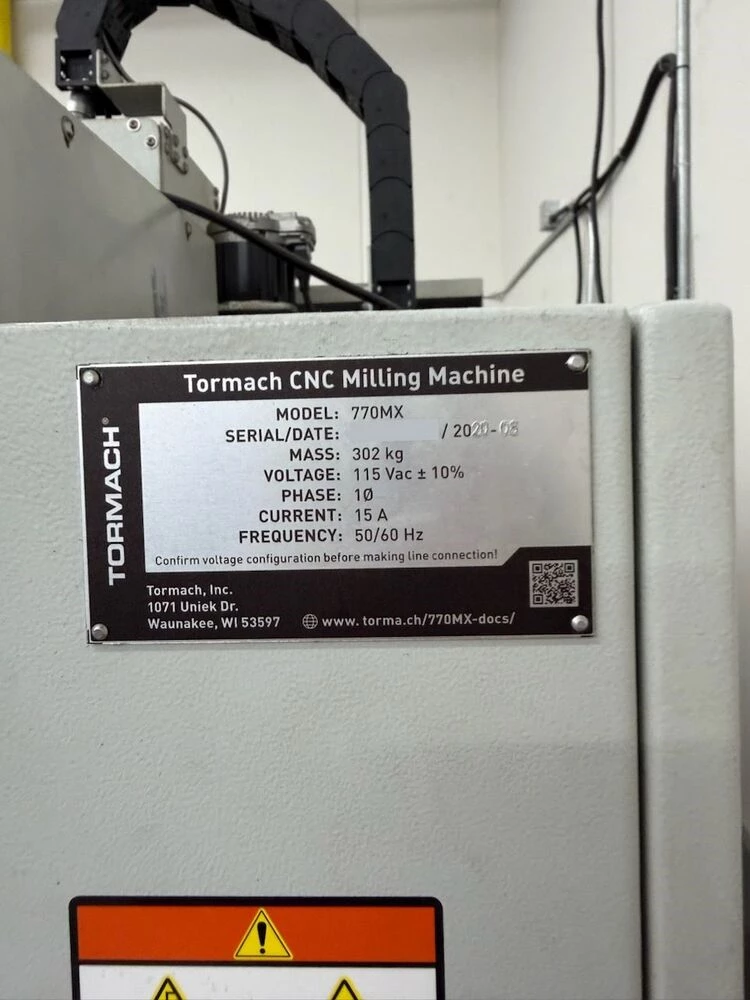 Tormach CNC Milling Machine
TORMACH®
MODEL: 770MX
SERIAL/DATE: / 2020-08
MASS: 302 kg
VOLTAGE: 115 Vac ± 10%
PHASE: 1Ø
CURRENT: 15 A
FREQUENCY: 50/60 Hz
Confirm voltage configuration before making line connection!
Tormach, Inc.
1071 Uniek Dr.
Waunakee, WI 53597
www. torma.ch/770MX-docs/